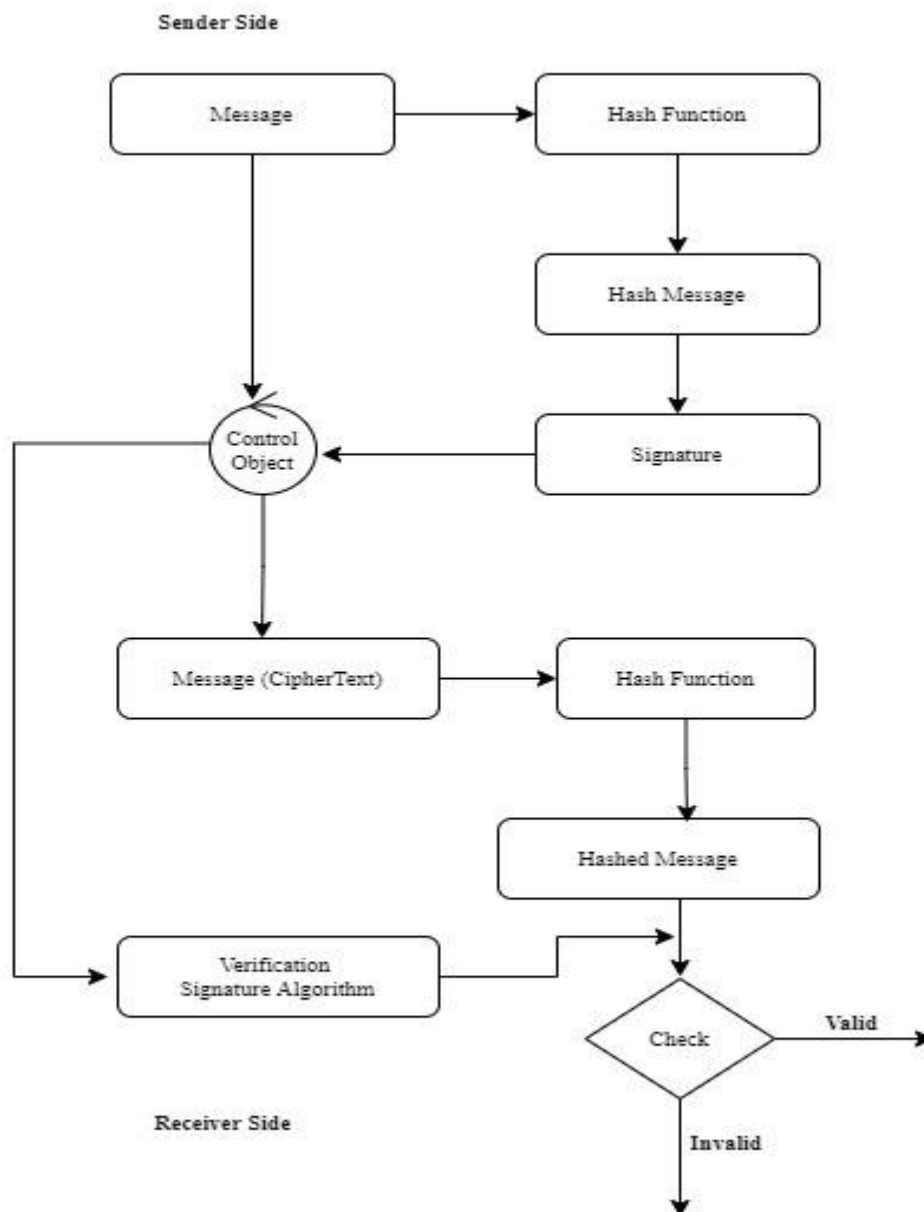 Sender Side
Message
Hash Function
Hash Message
Control
Object
Signature
Message (CipherText)
Hash Function
Hashed Message
Verification
Signature Algorithm
Check
Valid
Receiver Side
Invalid